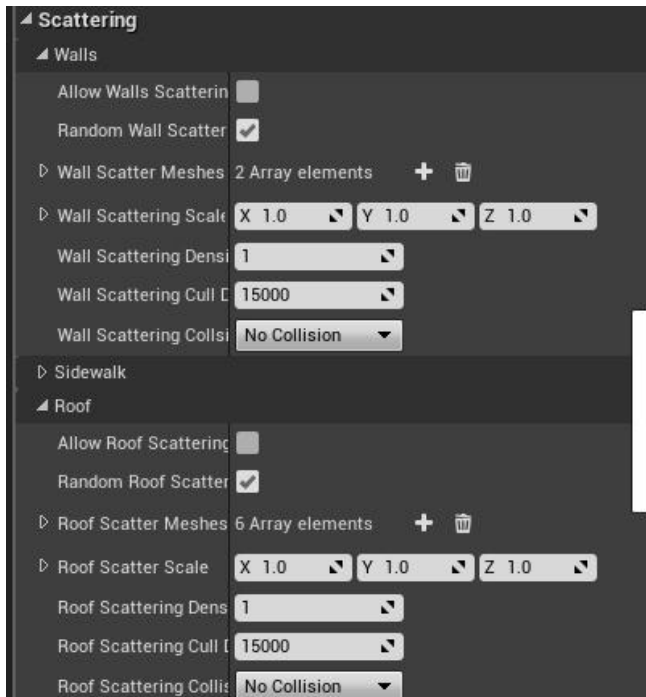 Scattering
Walls
Allow Walls Scatterin
Random Wall Scatter
Wall Scatter Meshes 2 Array elements
Wall Scattering Scale X 1.0 Y 1.0 Z 1.0
Wall Scattering Densi 1
Wall Scattering Cull D 15000
Wall Scattering Collsi No Collision
Sidewalk
Roof
Allow Roof Scattering
Random Roof Scatter
Roof Scatter Meshes 6 Array elements
Roof Scatter Scale X 1.0 Y 1.0 Z 1.0
Roof Scattering Dens 1
Roof Scattering Cull D 15000
Roof Scattering Collis No Collision